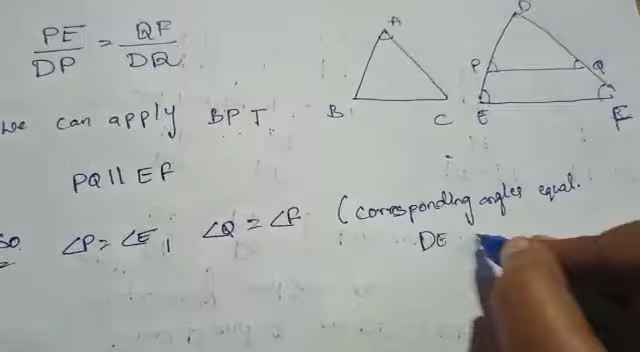 PE/DP = QF/DQ
A
B
C
D
P
Q
E
F
We can apply BPT.
PQ || EF
So ∠P = ∠E, ∠Q = ∠F (corresponding angles equal.
DE